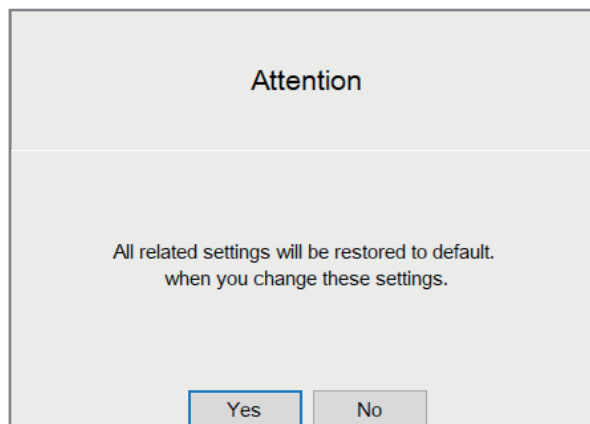 Attention
All related settings will be restored to default.
when you change these settings.
Yes No